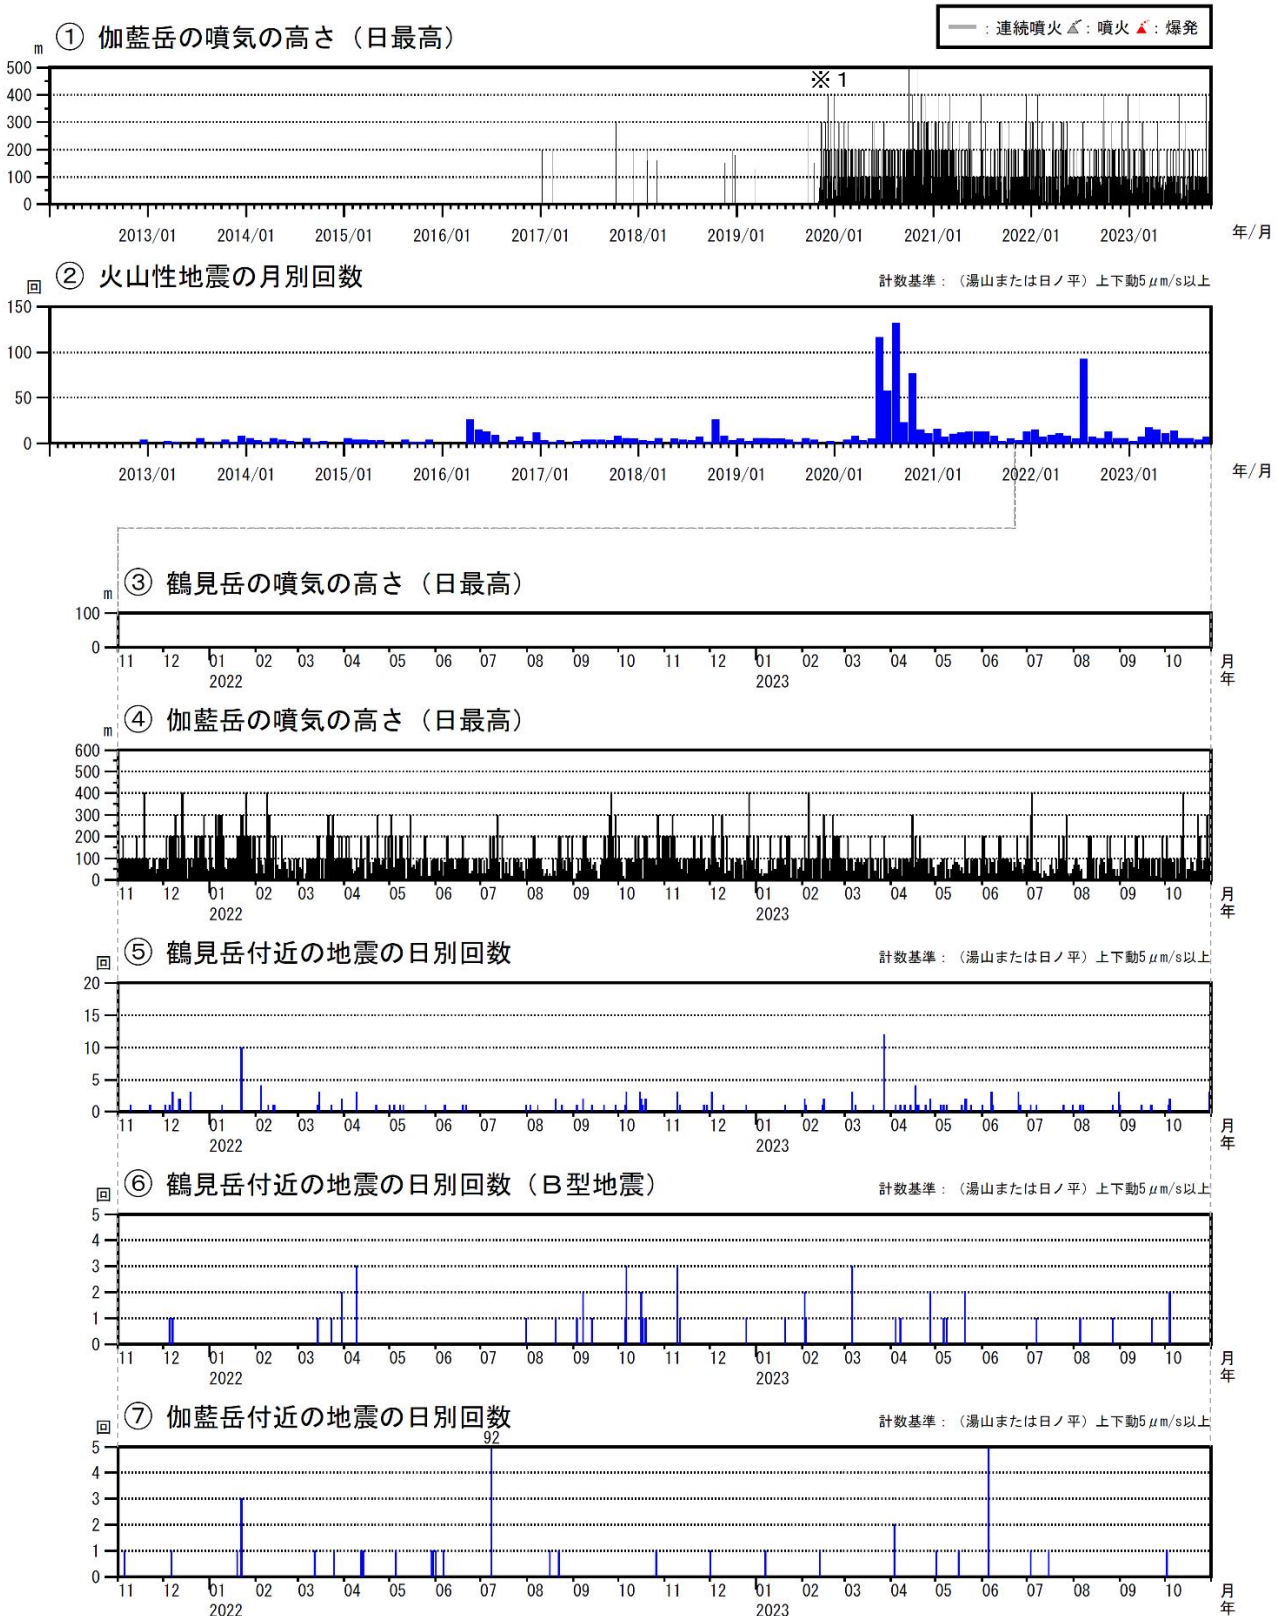 ━ : 連続噴火 : 噴火 : 爆発
① 伽藍岳の噴気の高さ（日最高）
m
※１
500
400
300
200
100
0
2013/01 2014/01 2015/01 2016/01 2017/01 2018/01 2019/01 2020/01 2021/01 2022/01 2023/01
年/月
② 火山性地震の月別回数
計数基準：（湯山または日ノ平）上下動5μm/s以上
回
150
100
50
0
2013/01 2014/01 2015/01 2016/01 2017/01 2018/01 2019/01 2020/01 2021/01 2022/01 2023/01
年/月
③ 鶴見岳の噴気の高さ（日最高）
m
100
0
11 12 01 02 03 04 05 06 07 08 09 10 11 12 01 02 03 04 05 06 07 08 09 10 月
2022 2023 年
④ 伽藍岳の噴気の高さ（日最高）
m
600
500
400
300
200
100
0
11 12 01 02 03 04 05 06 07 08 09 10 11 12 01 02 03 04 05 06 07 08 09 10 月
2022 2023 年
⑤ 鶴見岳付近の地震の日別回数
計数基準：（湯山または日ノ平）上下動5μm/s以上
回
20
15
10
5
0
11 12 01 02 03 04 05 06 07 08 09 10 11 12 01 02 03 04 05 06 07 08 09 10 月
2022 2023 年
⑥ 鶴見岳付近の地震の日別回数（Ｂ型地震）
計数基準：（湯山または日ノ平）上下動5μm/s以上
回
5
4
3
2
1
0
11 12 01 02 03 04 05 06 07 08 09 10 11 12 01 02 03 04 05 06 07 08 09 10 月
2022 2023 年
⑦ 伽藍岳付近の地震の日別回数
計数基準：（湯山または日ノ平）上下動5μm/s以上
回
92
5
4
3
2
1
0
11 12 01 02 03 04 05 06 07 08 09 10 11 12 01 02 03 04 05 06 07 08 09 10 月
2022 2023 年